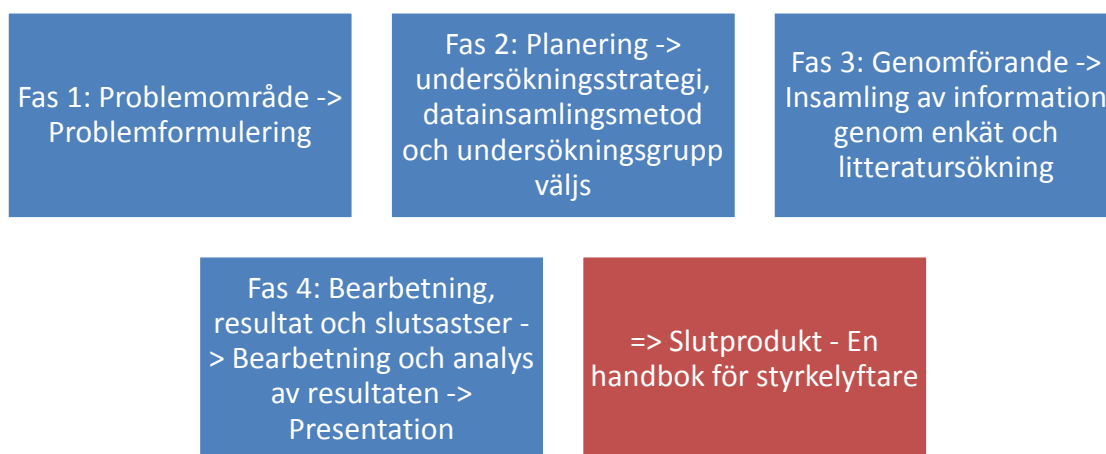 Fas 1: Problemområde ->
Problemformulering
Fas 2: Planering ->
undersökningsstrategi,
datainsamlingsmetod
och undersökningsgrupp
väljs
Fas 3: Genomförande ->
Insamling av information
genom enkät och
litteratursökning
Fas 4: Bearbetning,
resultat och slutsastser -
> Bearbetning och analys
av resultaten ->
Presentation
=> Slutprodukt - En
handbok för styrkelyftare